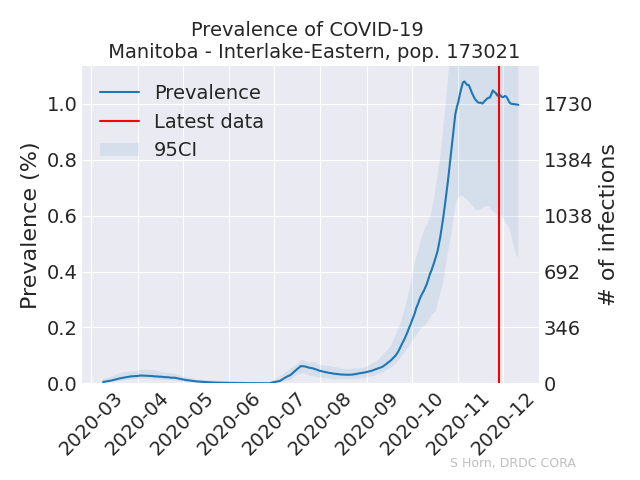 Prevalence of COVID-19
Manitoba - Interlake-Eastern, pop. 173021
Prevalence
Latest data
95CI
Prevalence (%)
1.0
0.8
0.6
0.4
0.2
0.0
1730
1384
1038
692
346
0
# of infections
2020-03
2020-04
2020-05
2020-06
2020-07
2020-08
2020-09
2020-10
2020-11
2020-12
S Horn, DRDC CORA